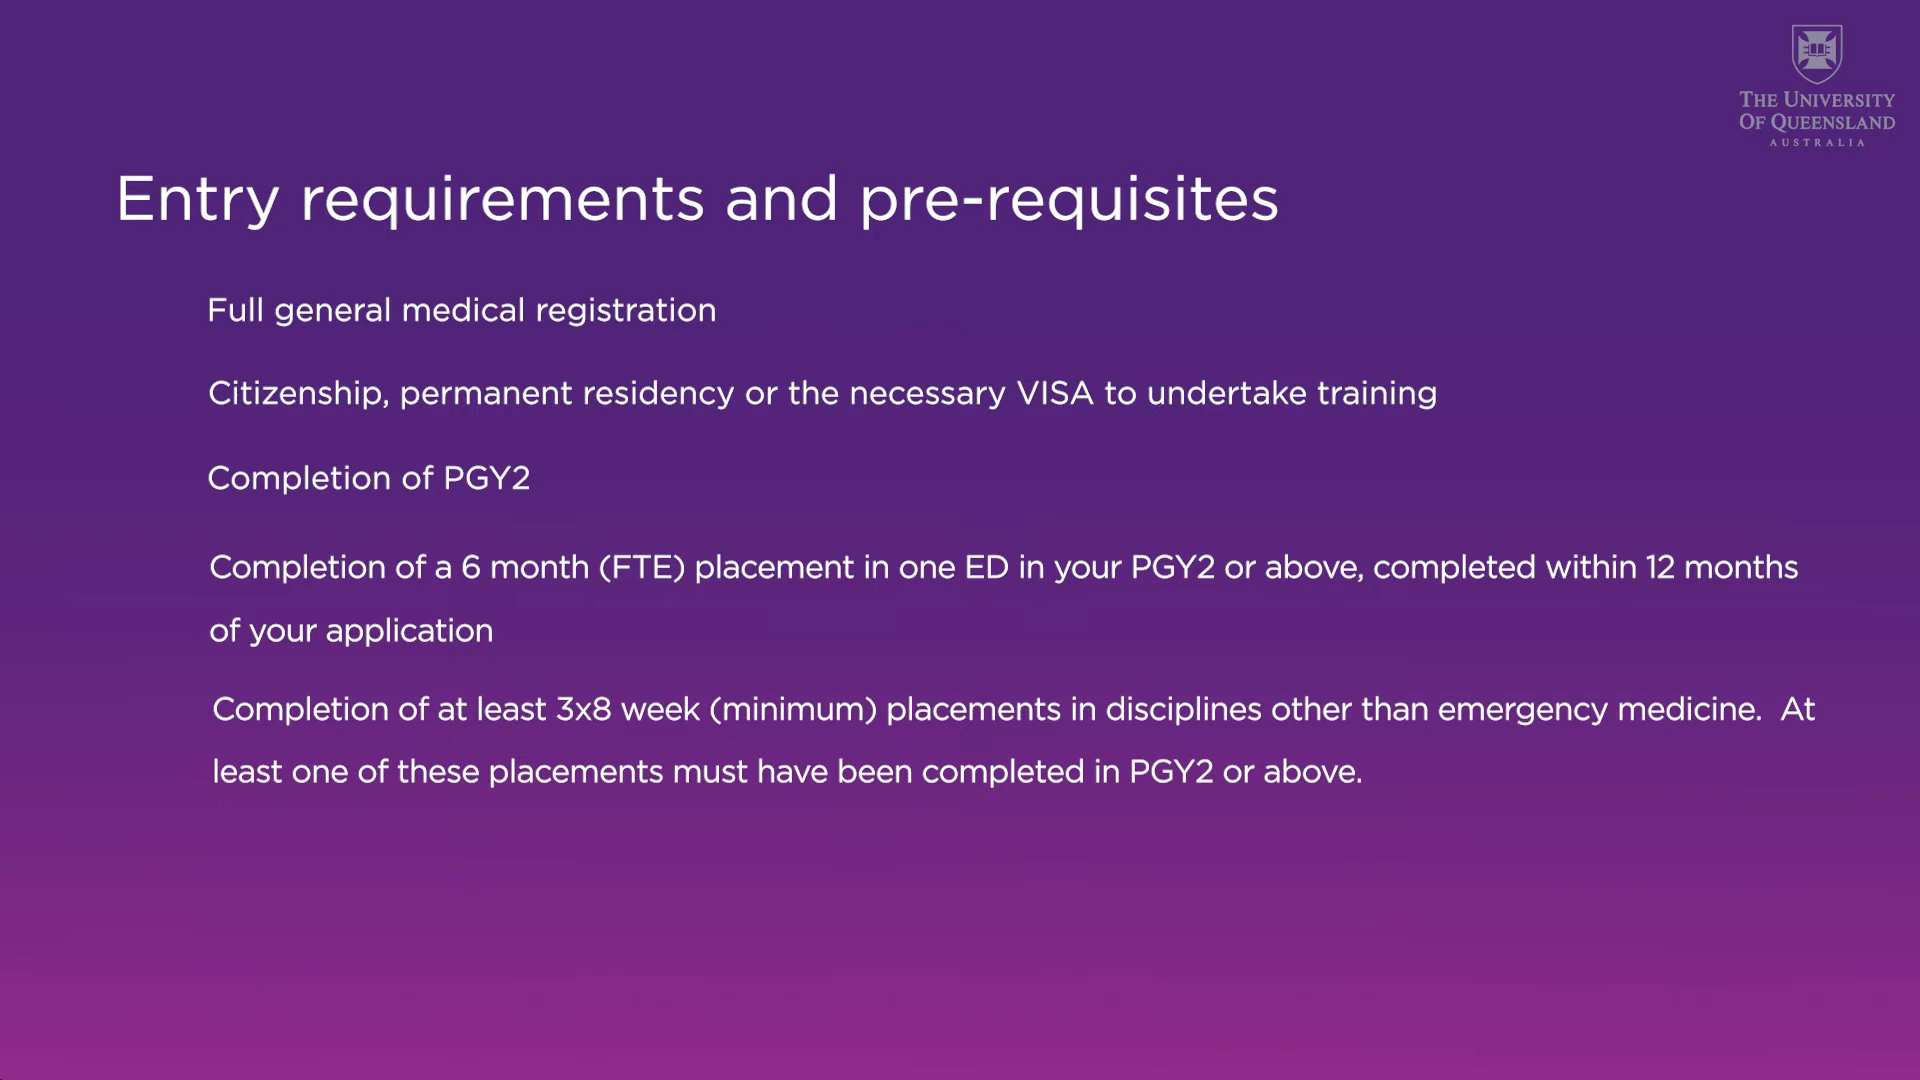 THE UNIVERSITY
OF QUEENSLAND
AUSTRALIA
Entry requirements and pre-requisites
Full general medical registration
Citizenship, permanent residency or the necessary VISA to undertake training
Completion of PGY2
Completion of a 6 month (FTE) placement in one ED in your PGY2 or above, completed within 12 months
of your application
Completion of at least 3x8 week (minimum) placements in disciplines other than emergency medicine.  At
least one of these placements must have been completed in PGY2 or above.